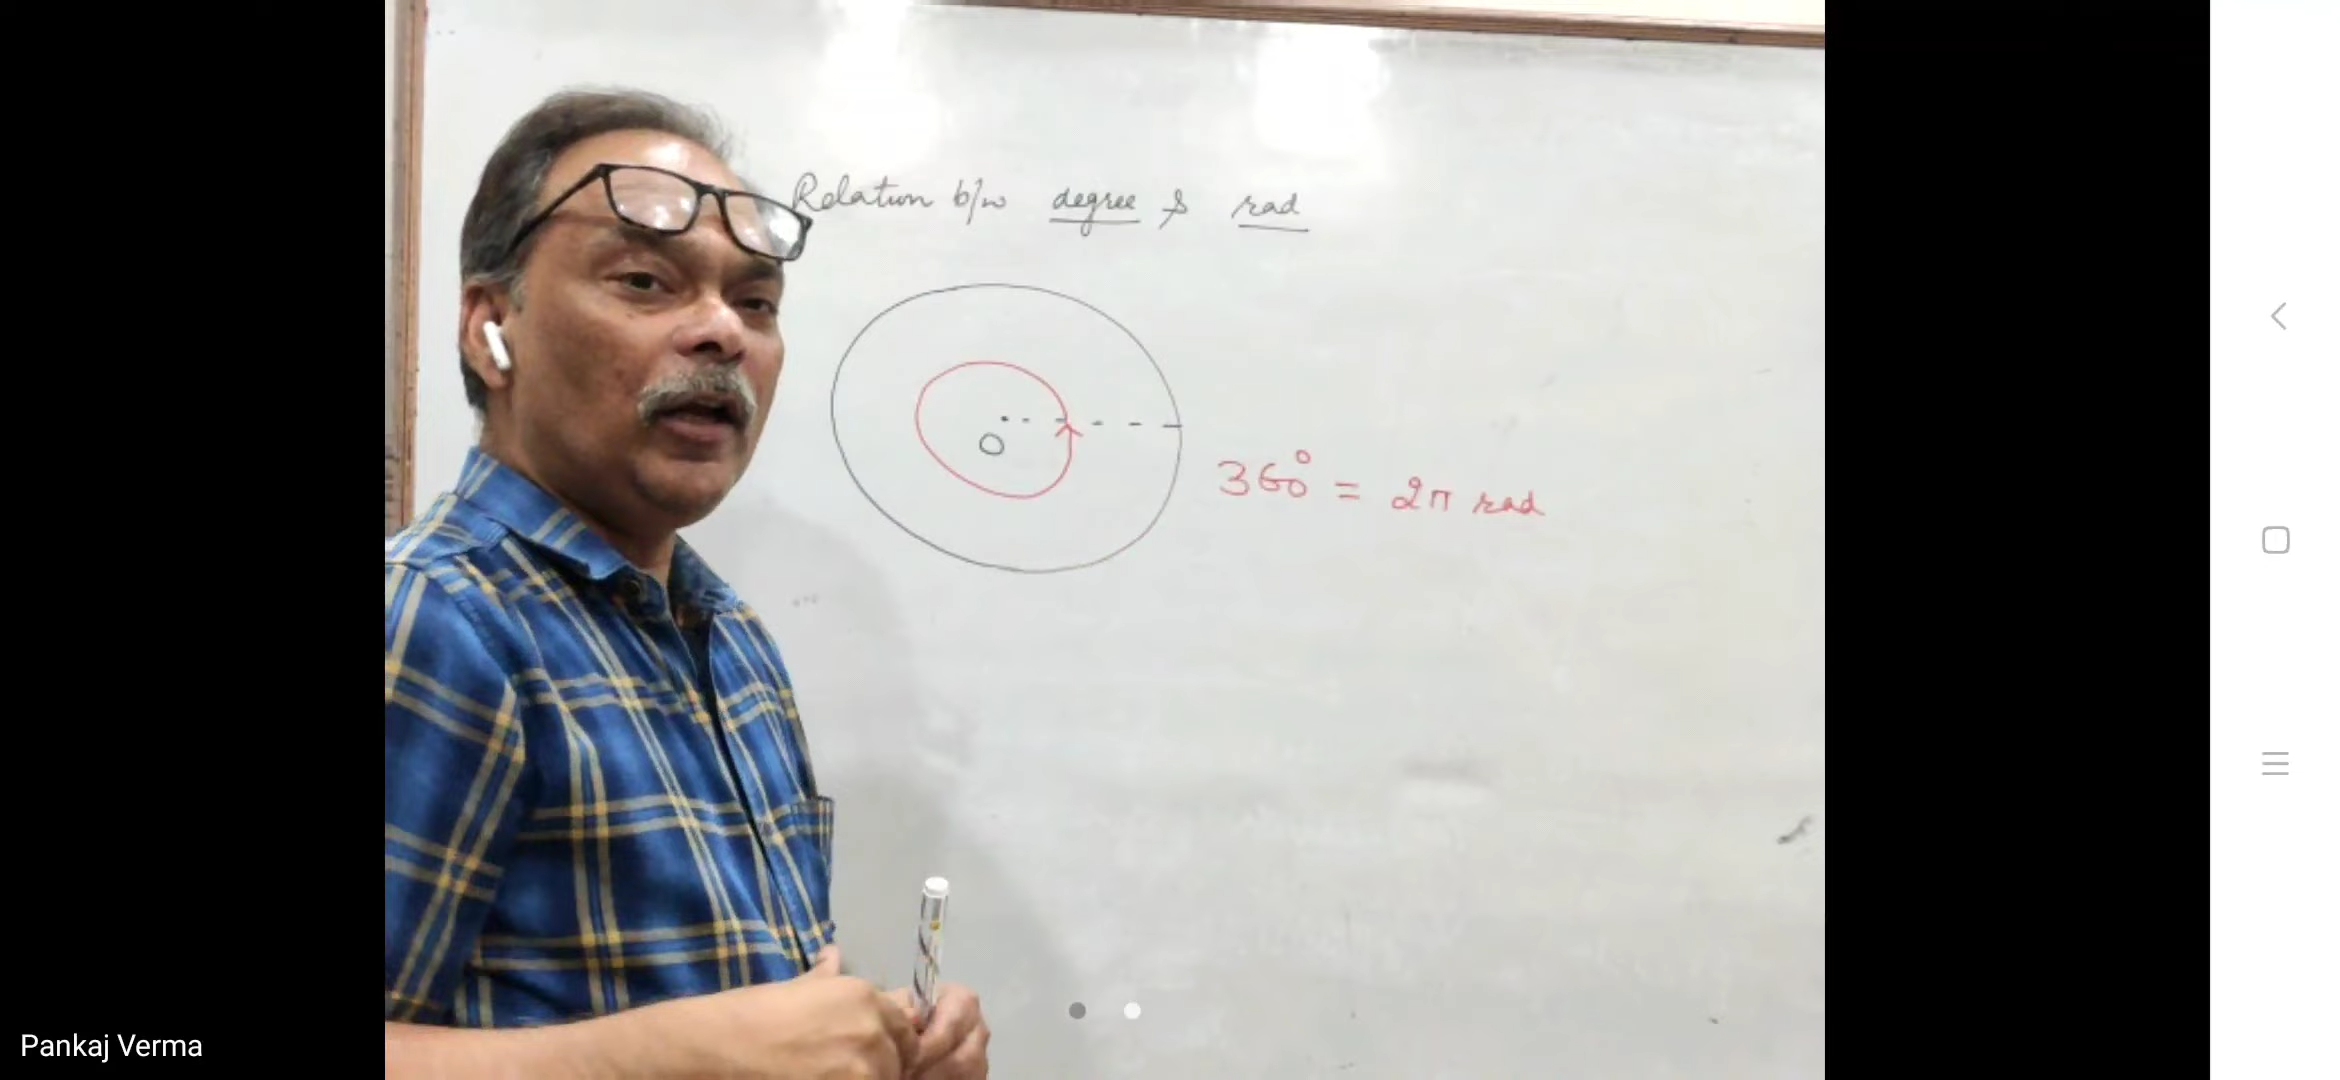 Relation b/w degree & rad
O
360° = 2π rad
Pankaj Verma